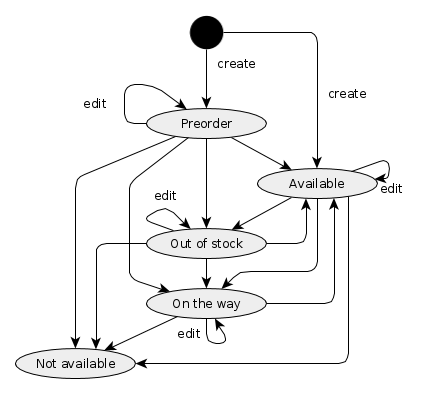 create
create
edit
Preorder
Available
edit
edit
Out of stock
On the way
edit
Not available